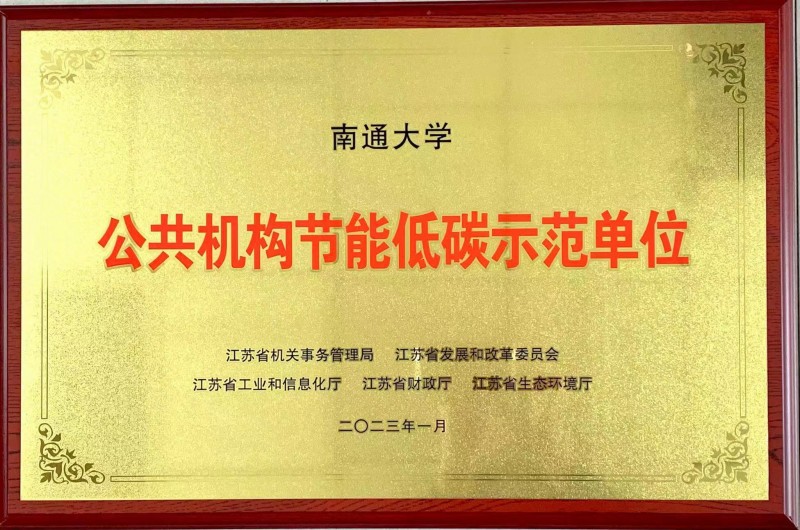 南通大学
公共机构节能低碳示范单位
江苏省机关事务管理局 江苏省发展和改革委员会
江苏省工业和信息化厅 江苏省财政厅 江苏省生态环境厅
二〇二三年一月